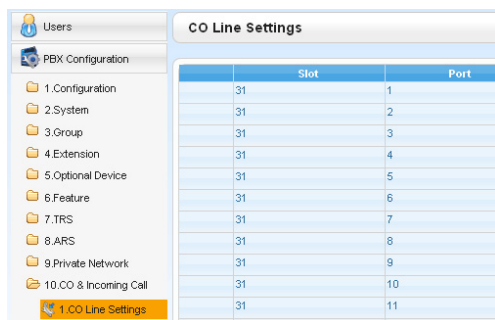 Users
PBX Configuration
1.Configuration
2.System
3.Group
4.Extension
5.Optional Device
6.Feature
7.TRS
8.ARS
9.Private Network
10.CO & Incoming Call
1.CO Line Settings
CO Line Settings
Slot Port
31 1
31 2
31 3
31 4
31 5
31 6
31 7
31 8
31 9
31 10
31 11